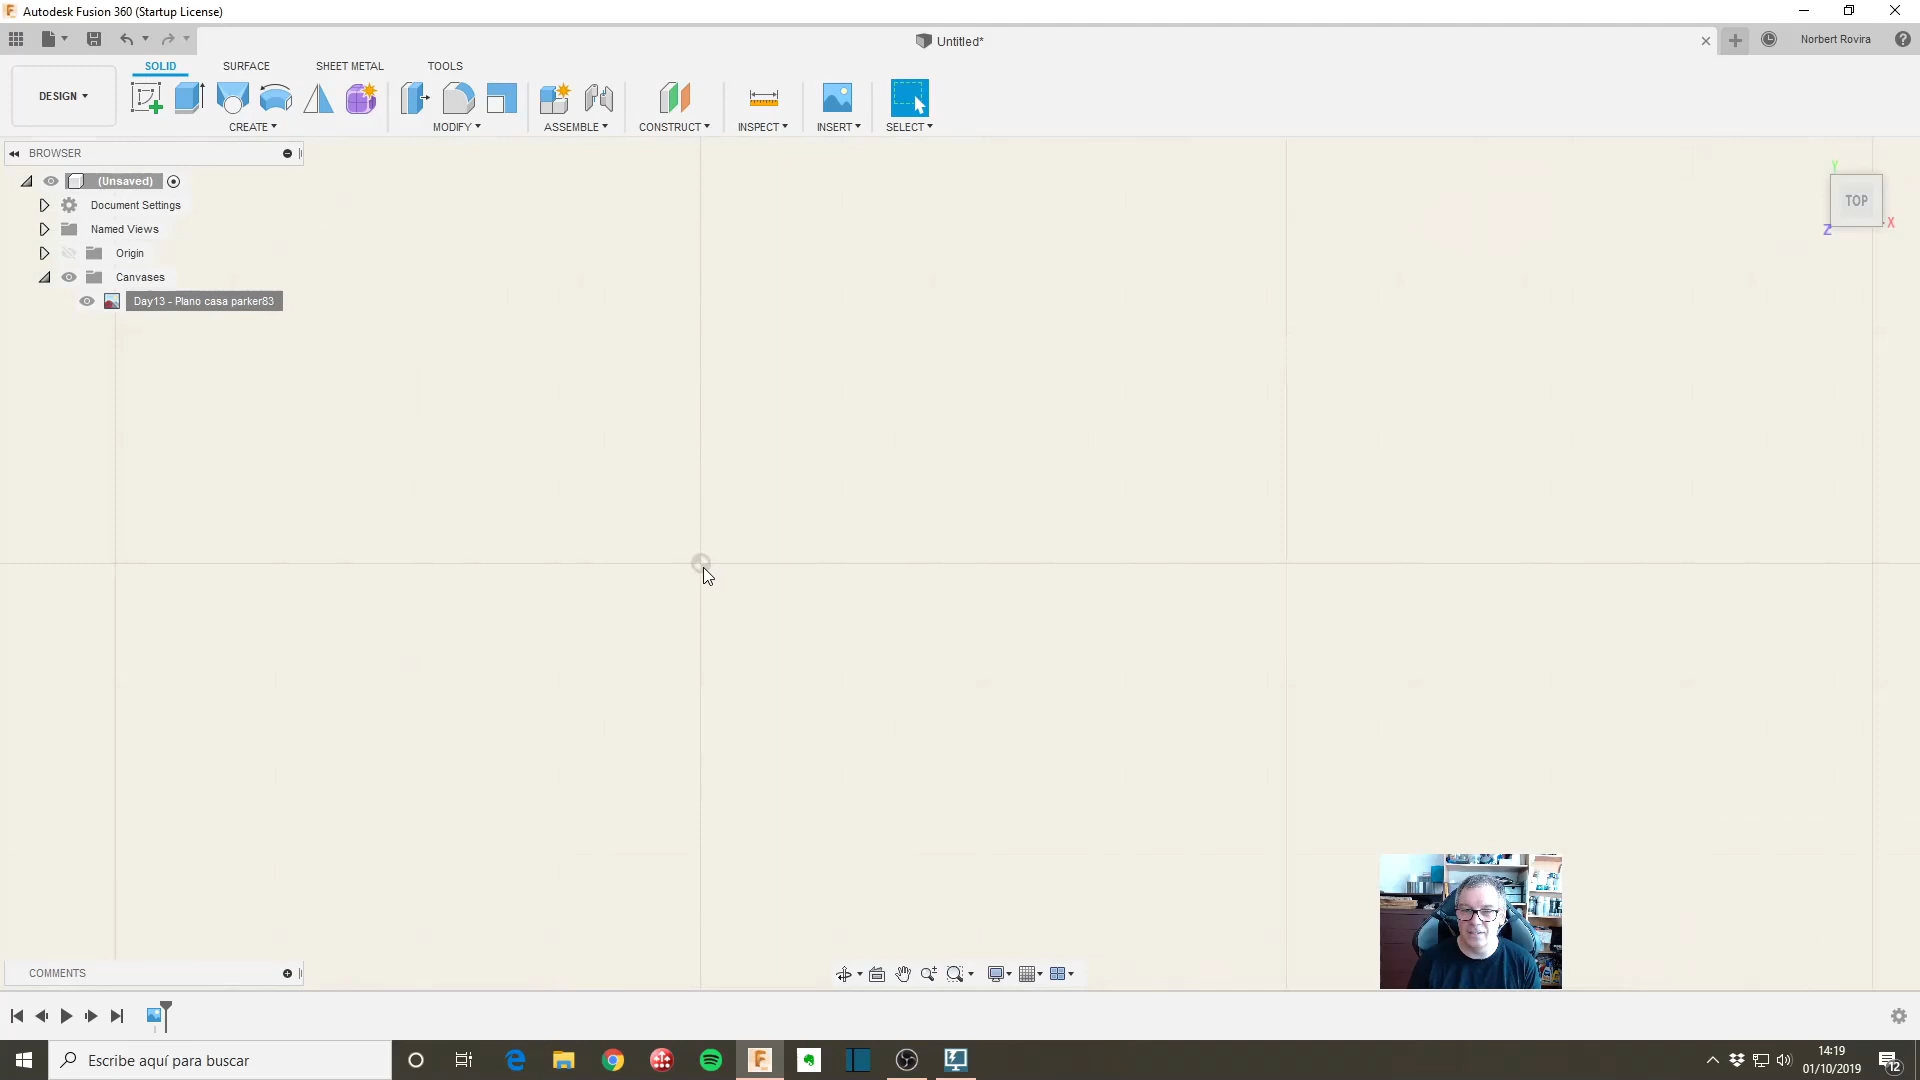 Autodesk Fusion 360 (Startup License)
Untitled*
Norbert Rovira
DESIGN
SOLID
SURFACE
SHEET METAL
TOOLS
CREATE
MODIFY
ASSEMBLE
CONSTRUCT
INSPECT
INSERT
SELECT
BROWSER
(Unsaved)
Document Settings
Named Views
Origin
Canvases
Day13 - Plano casa parker83
Y
TOP
X
Z
COMMENTS
Escribe aquí para buscar
14:19
01/10/2019
12